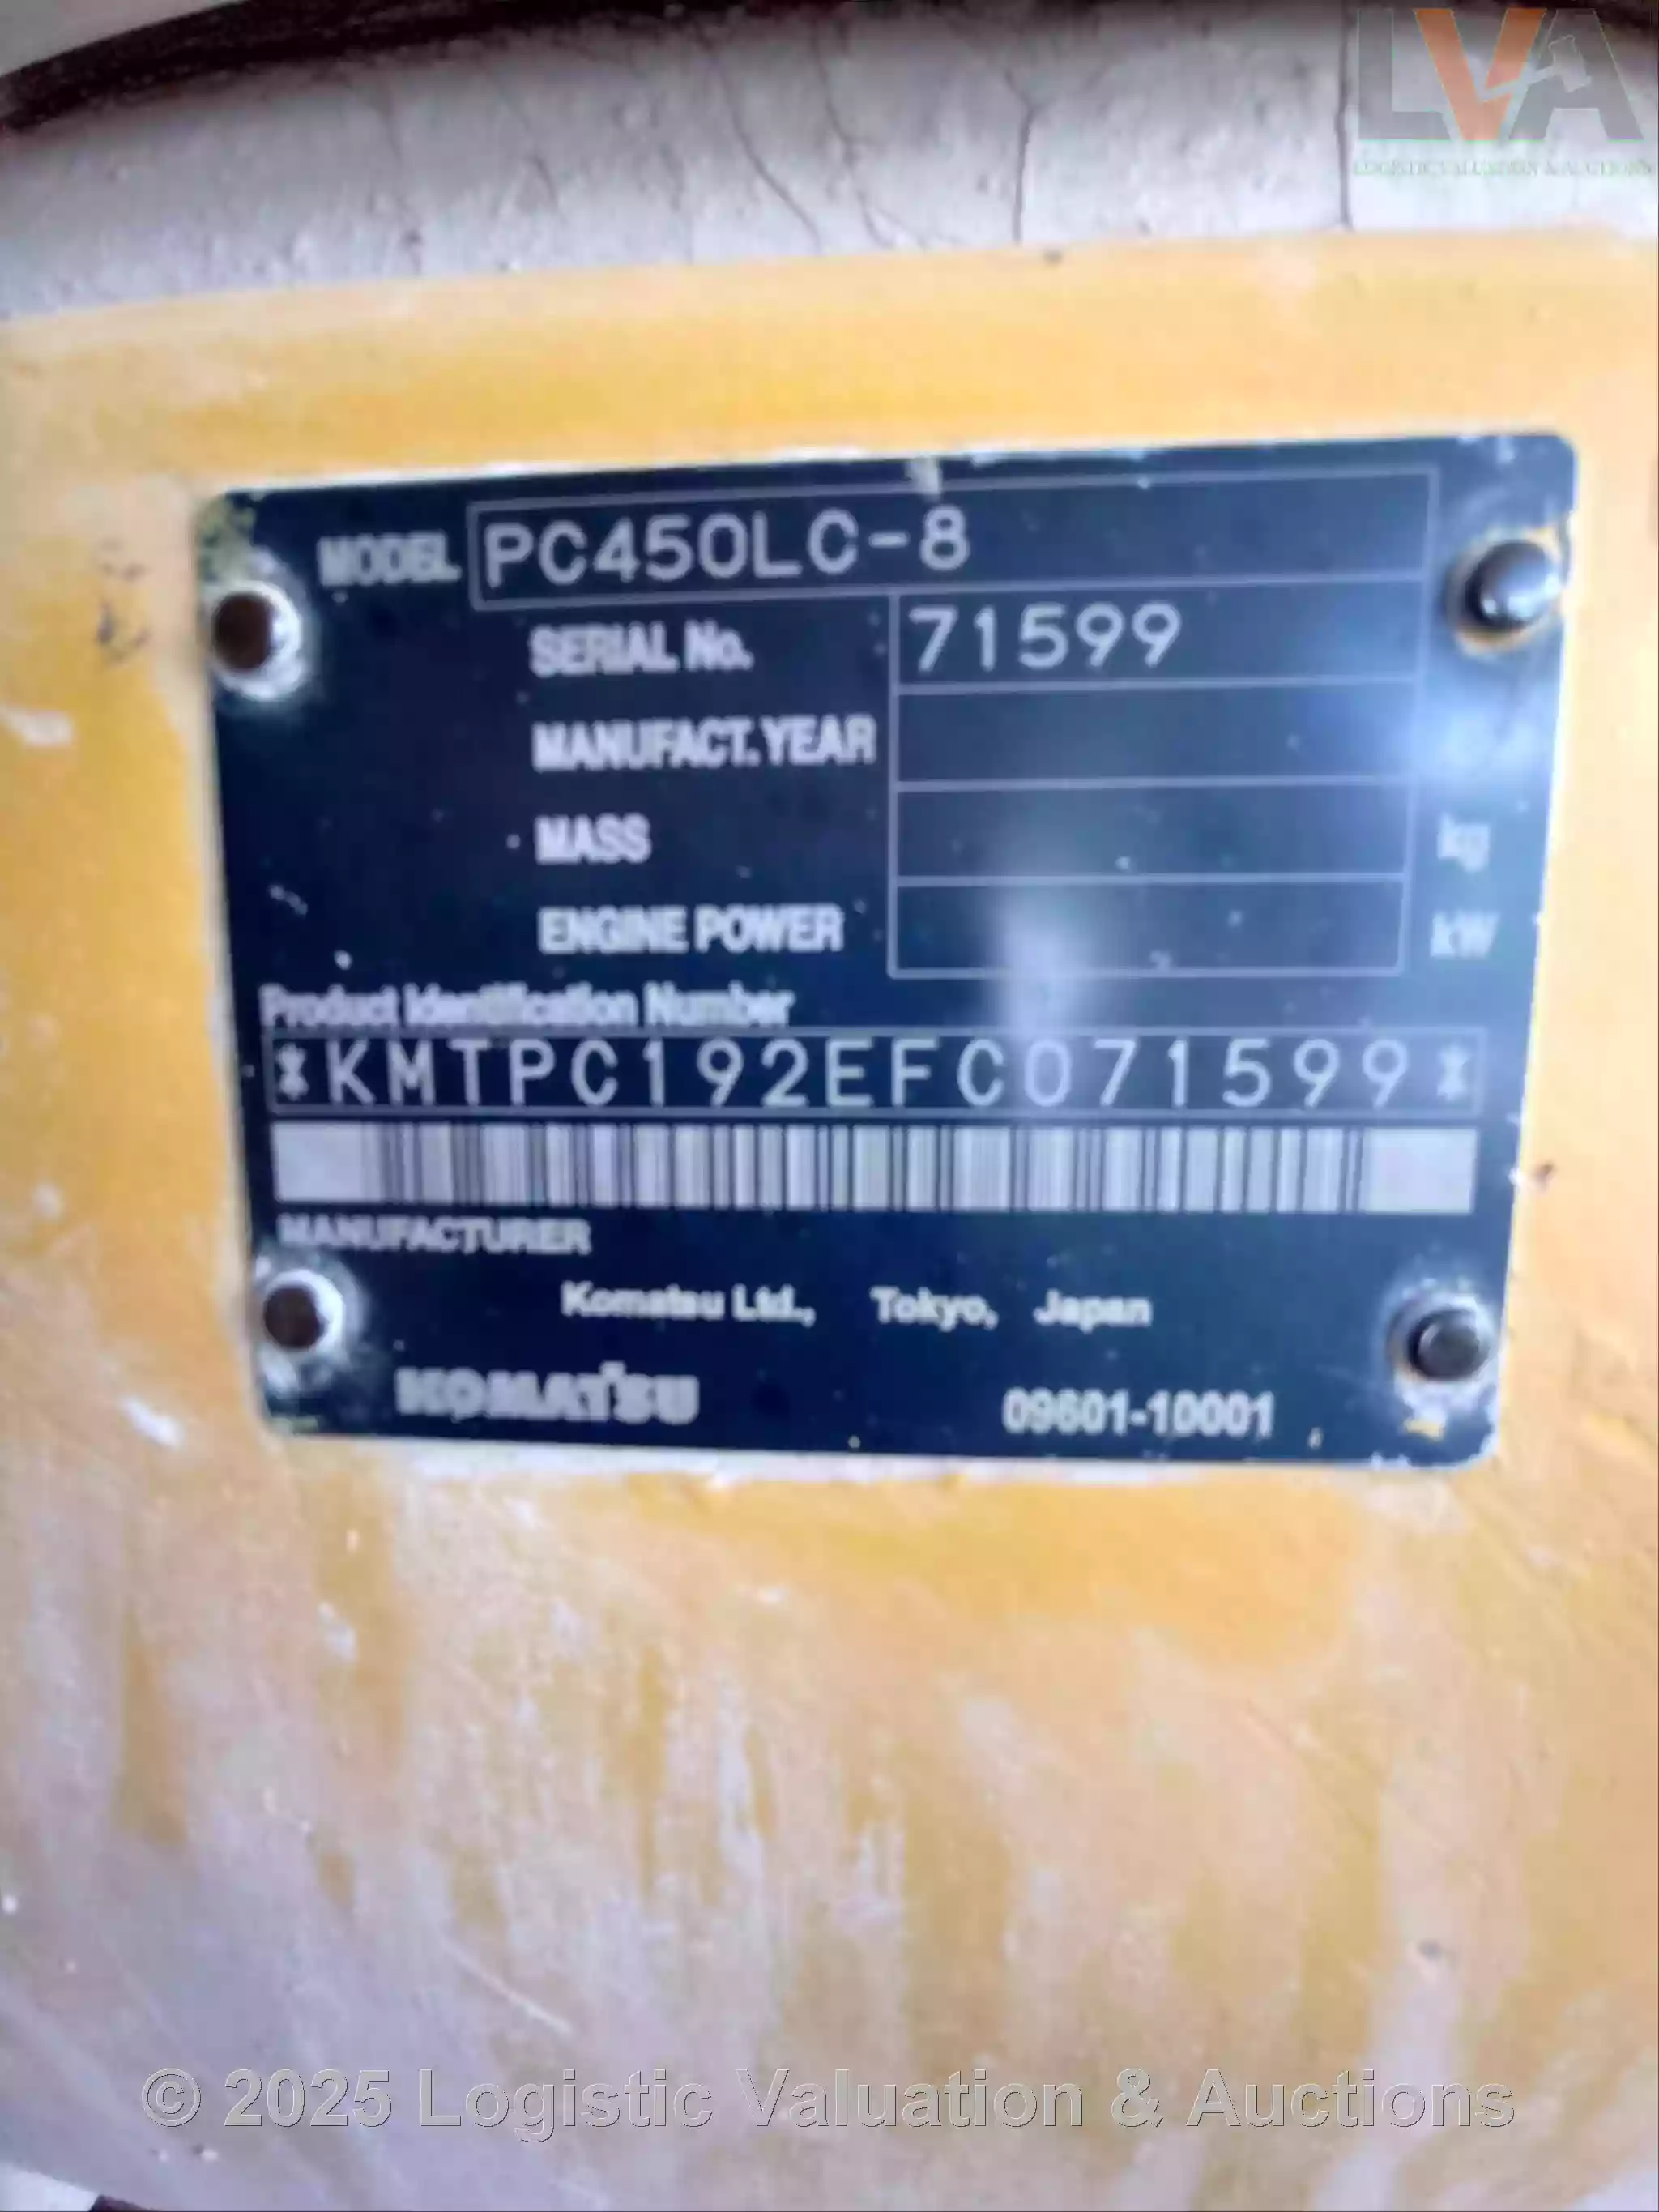 LVA
LOGISTIC VALUATION & AUCTIONS
MODEL PC450LC-8
SERIAL No. 71599
MANUFACT. YEAR
MASS kg
ENGINE POWER kW
Product Identification Number
*KMTPC192EFC071599*
MANUFACTURER
Komatsu Ltd., Tokyo, Japan
KOMATSU 09601-10001
© 2025 Logistic Valuation & Auctions